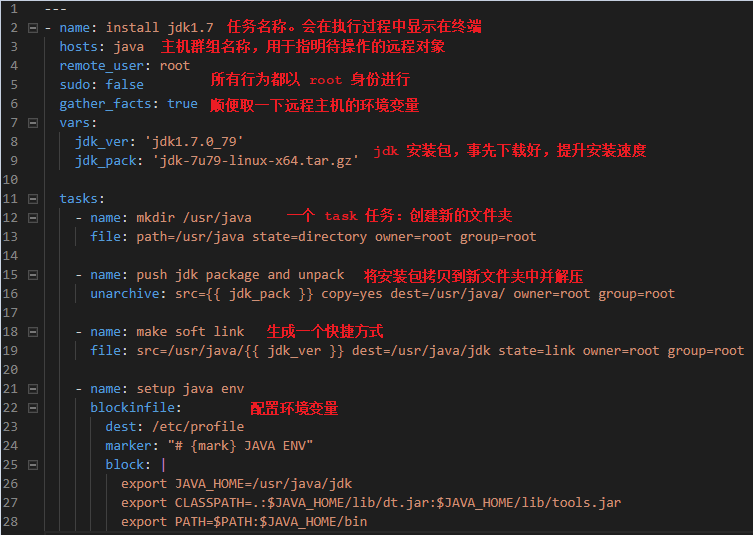 1 ---
2 - name: install jdk1.7 任务名称。会在执行过程中显示在终端
3 hosts: java 主机群组名称，用于指明待操作的远程对象
4 remote_user: root
5 sudo: false 所有行为都以 root 身份进行
6 gather_facts: true 顺便取一下远程主机的环境变量
7 vars:
8 jdk_ver: 'jdk1.7.0_79'
9 jdk_pack: 'jdk-7u79-linux-x64.tar.gz' jdk 安装包，事先下载好，提升安装速度
10
11 tasks:
12 - name: mkdir /usr/java 一个 task 任务：创建新的文件夹
13 file: path=/usr/java state=directory owner=root group=root
14
15 - name: push jdk package and unpack 将安装包拷贝到新文件夹中并解压
16 unarchive: src={{ jdk_pack }} copy=yes dest=/usr/java/ owner=root group=root
17
18 - name: make soft link 生成一个快捷方式
19 file: src=/usr/java/{{ jdk_ver }} dest=/usr/java/jdk state=link owner=root group=root
20
21 - name: setup java env
22 blockinfile: 配置环境变量
23 dest: /etc/profile
24 marker: "# {mark} JAVA ENV"
25 block: |
26 export JAVA_HOME=/usr/java/jdk
27 export CLASSPATH=.:$JAVA_HOME/lib/dt.jar:$JAVA_HOME/lib/tools.jar
28 export PATH=$PATH:$JAVA_HOME/bin